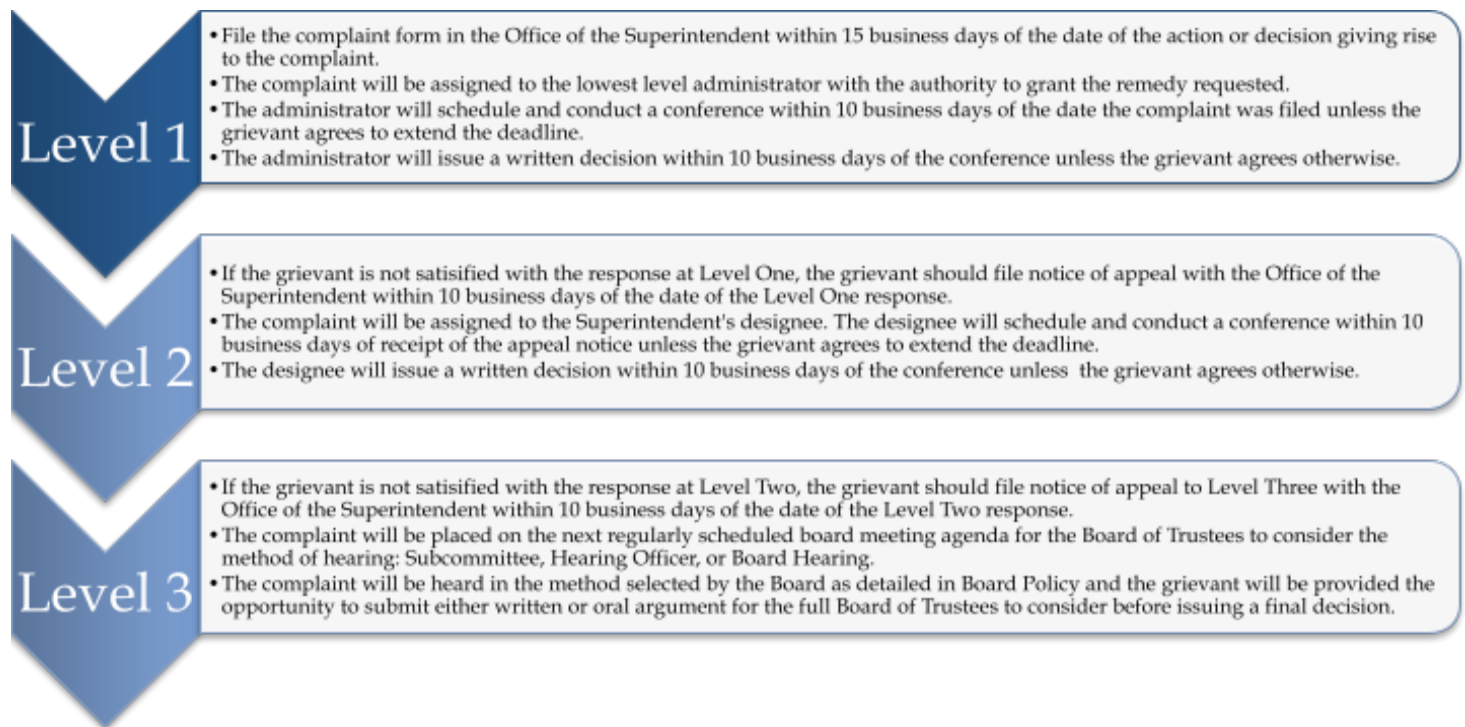 Level 1
• File the complaint form in the Office of the Superintendent within 15 business days of the date of the action or decision giving rise
to the complaint.
• The complaint will be assigned to the lowest level administrator with the authority to grant the remedy requested.
• The administrator will schedule and conduct a conference within 10 business days of the date the complaint was filed unless the
grievant agrees to extend the deadline.
• The administrator will issue a written decision within 10 business days of the conference unless the grievant agrees otherwise.
Level 2
• If the grievant is not satisified with the response at Level One, the grievant should file notice of appeal with the Office of the
Superintendent within 10 business days of the date of the Level One response.
• The complaint will be assigned to the Superintendent's designee. The designee will schedule and conduct a conference within 10
business days of receipt of the appeal notice unless the grievant agrees to extend the deadline.
• The designee will issue a written decision within 10 business days of the conference unless  the grievant agrees otherwise.
Level 3
• If the grievant is not satisified with the response at Level Two, the grievant should file notice of appeal to Level Three with the
Office of the Superintendent within 10 business days of the date of the Level Two response.
• The complaint will be placed on the next regularly scheduled board meeting agenda for the Board of Trustees to consider the
method of hearing: Subcommittee, Hearing Officer, or Board Hearing.
• The complaint will be heard in the method selected by the Board as detailed in Board Policy and the grievant will be provided the
opportunity to submit either written or oral argument for the full Board of Trustees to consider before issuing a final decision.